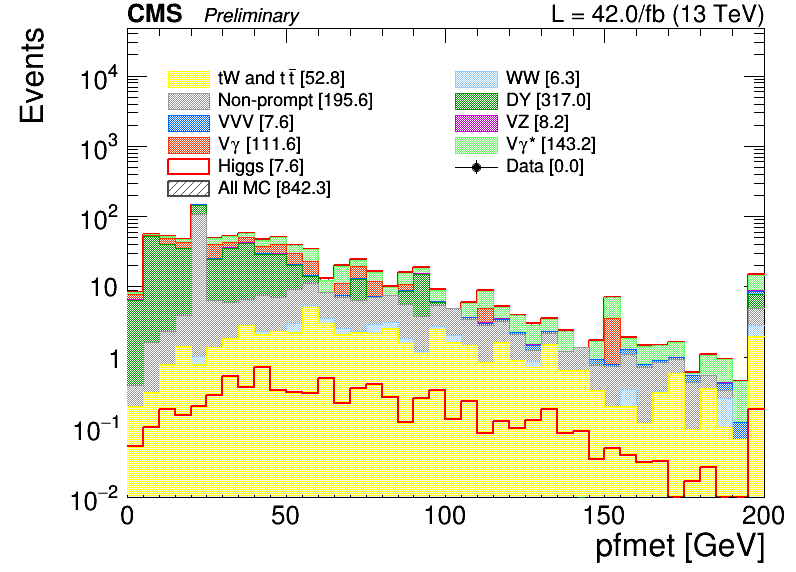 CMS Preliminary L = 42.0/fb (13 TeV)
Events
tW and t t̅ [52.8] WW [6.3]
Non-prompt [195.6] DY [317.0]
VVV [7.6] VZ [8.2]
Vγ [111.6] Vγ* [143.2]
Higgs [7.6] Data [0.0]
All MC [842.3]
10⁴
10³
10²
10
1
10⁻¹
10⁻²
0 50 100 150 200
pfmet [GeV]